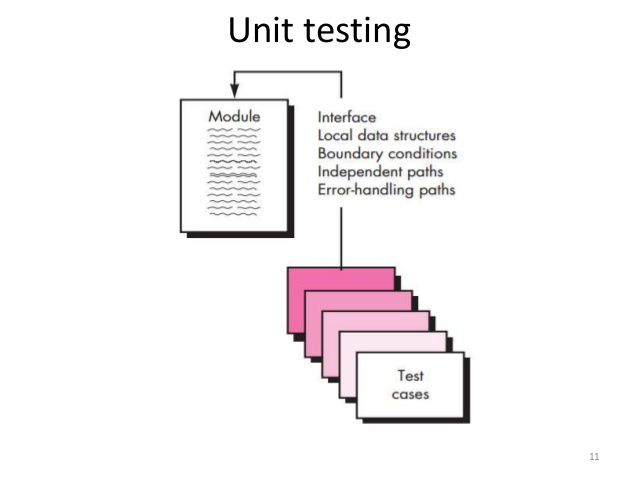 Unit testing
Module
Interface
Local data structures
Boundary conditions
Independent paths
Error-handling paths
Test
cases
11